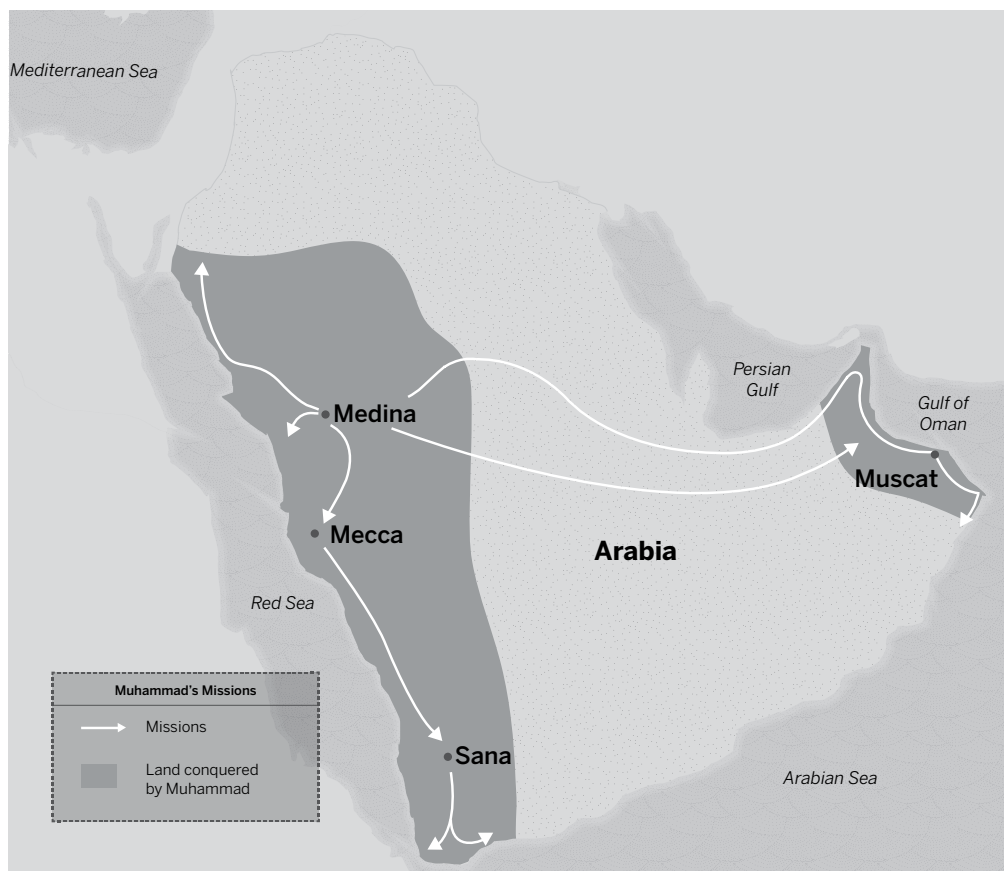 Mediterranean Sea
Persian
Gulf
Gulf of
Oman
Medina
Muscat
Mecca
Arabia
Red Sea
Muhammad's Missions
Missions
Land conquered
by Muhammad
Sana
Arabian Sea